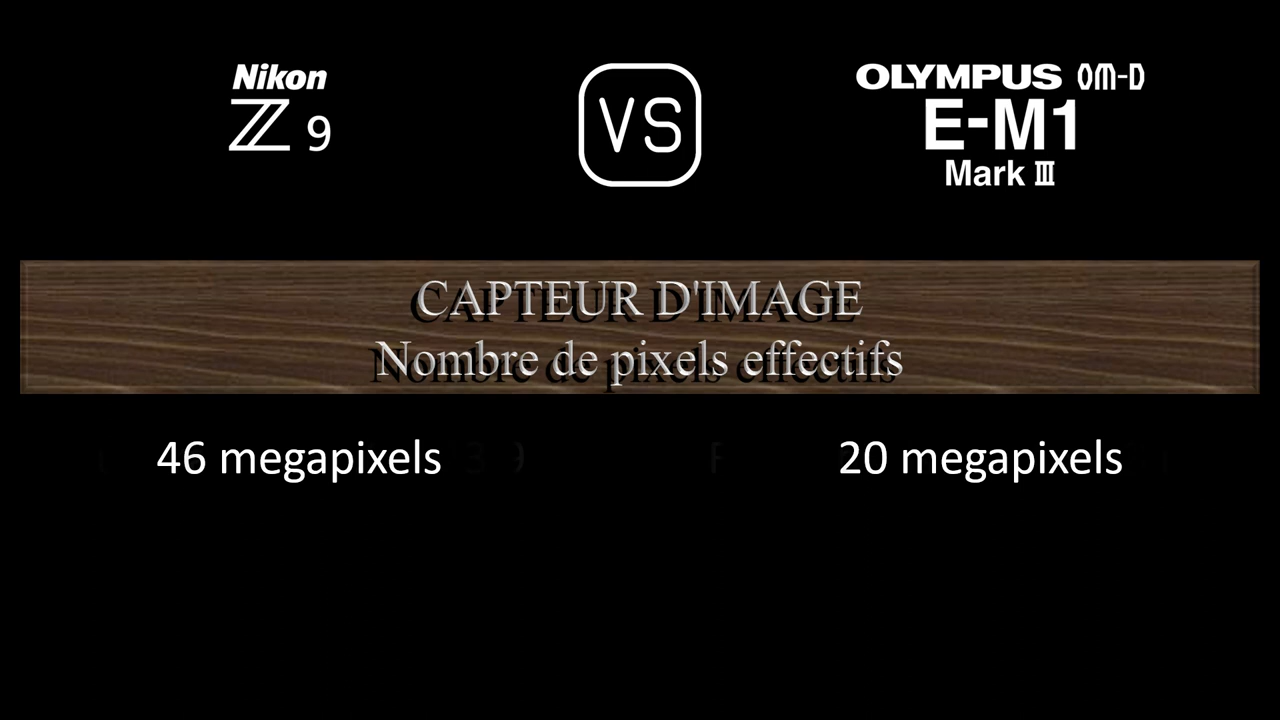 Nikon
Z 9
VS
OLYMPUS OM-D
E-M1
Mark III
CAPTEUR D'IMAGE
Nombre de pixels effectifs
46 megapixels
20 megapixels